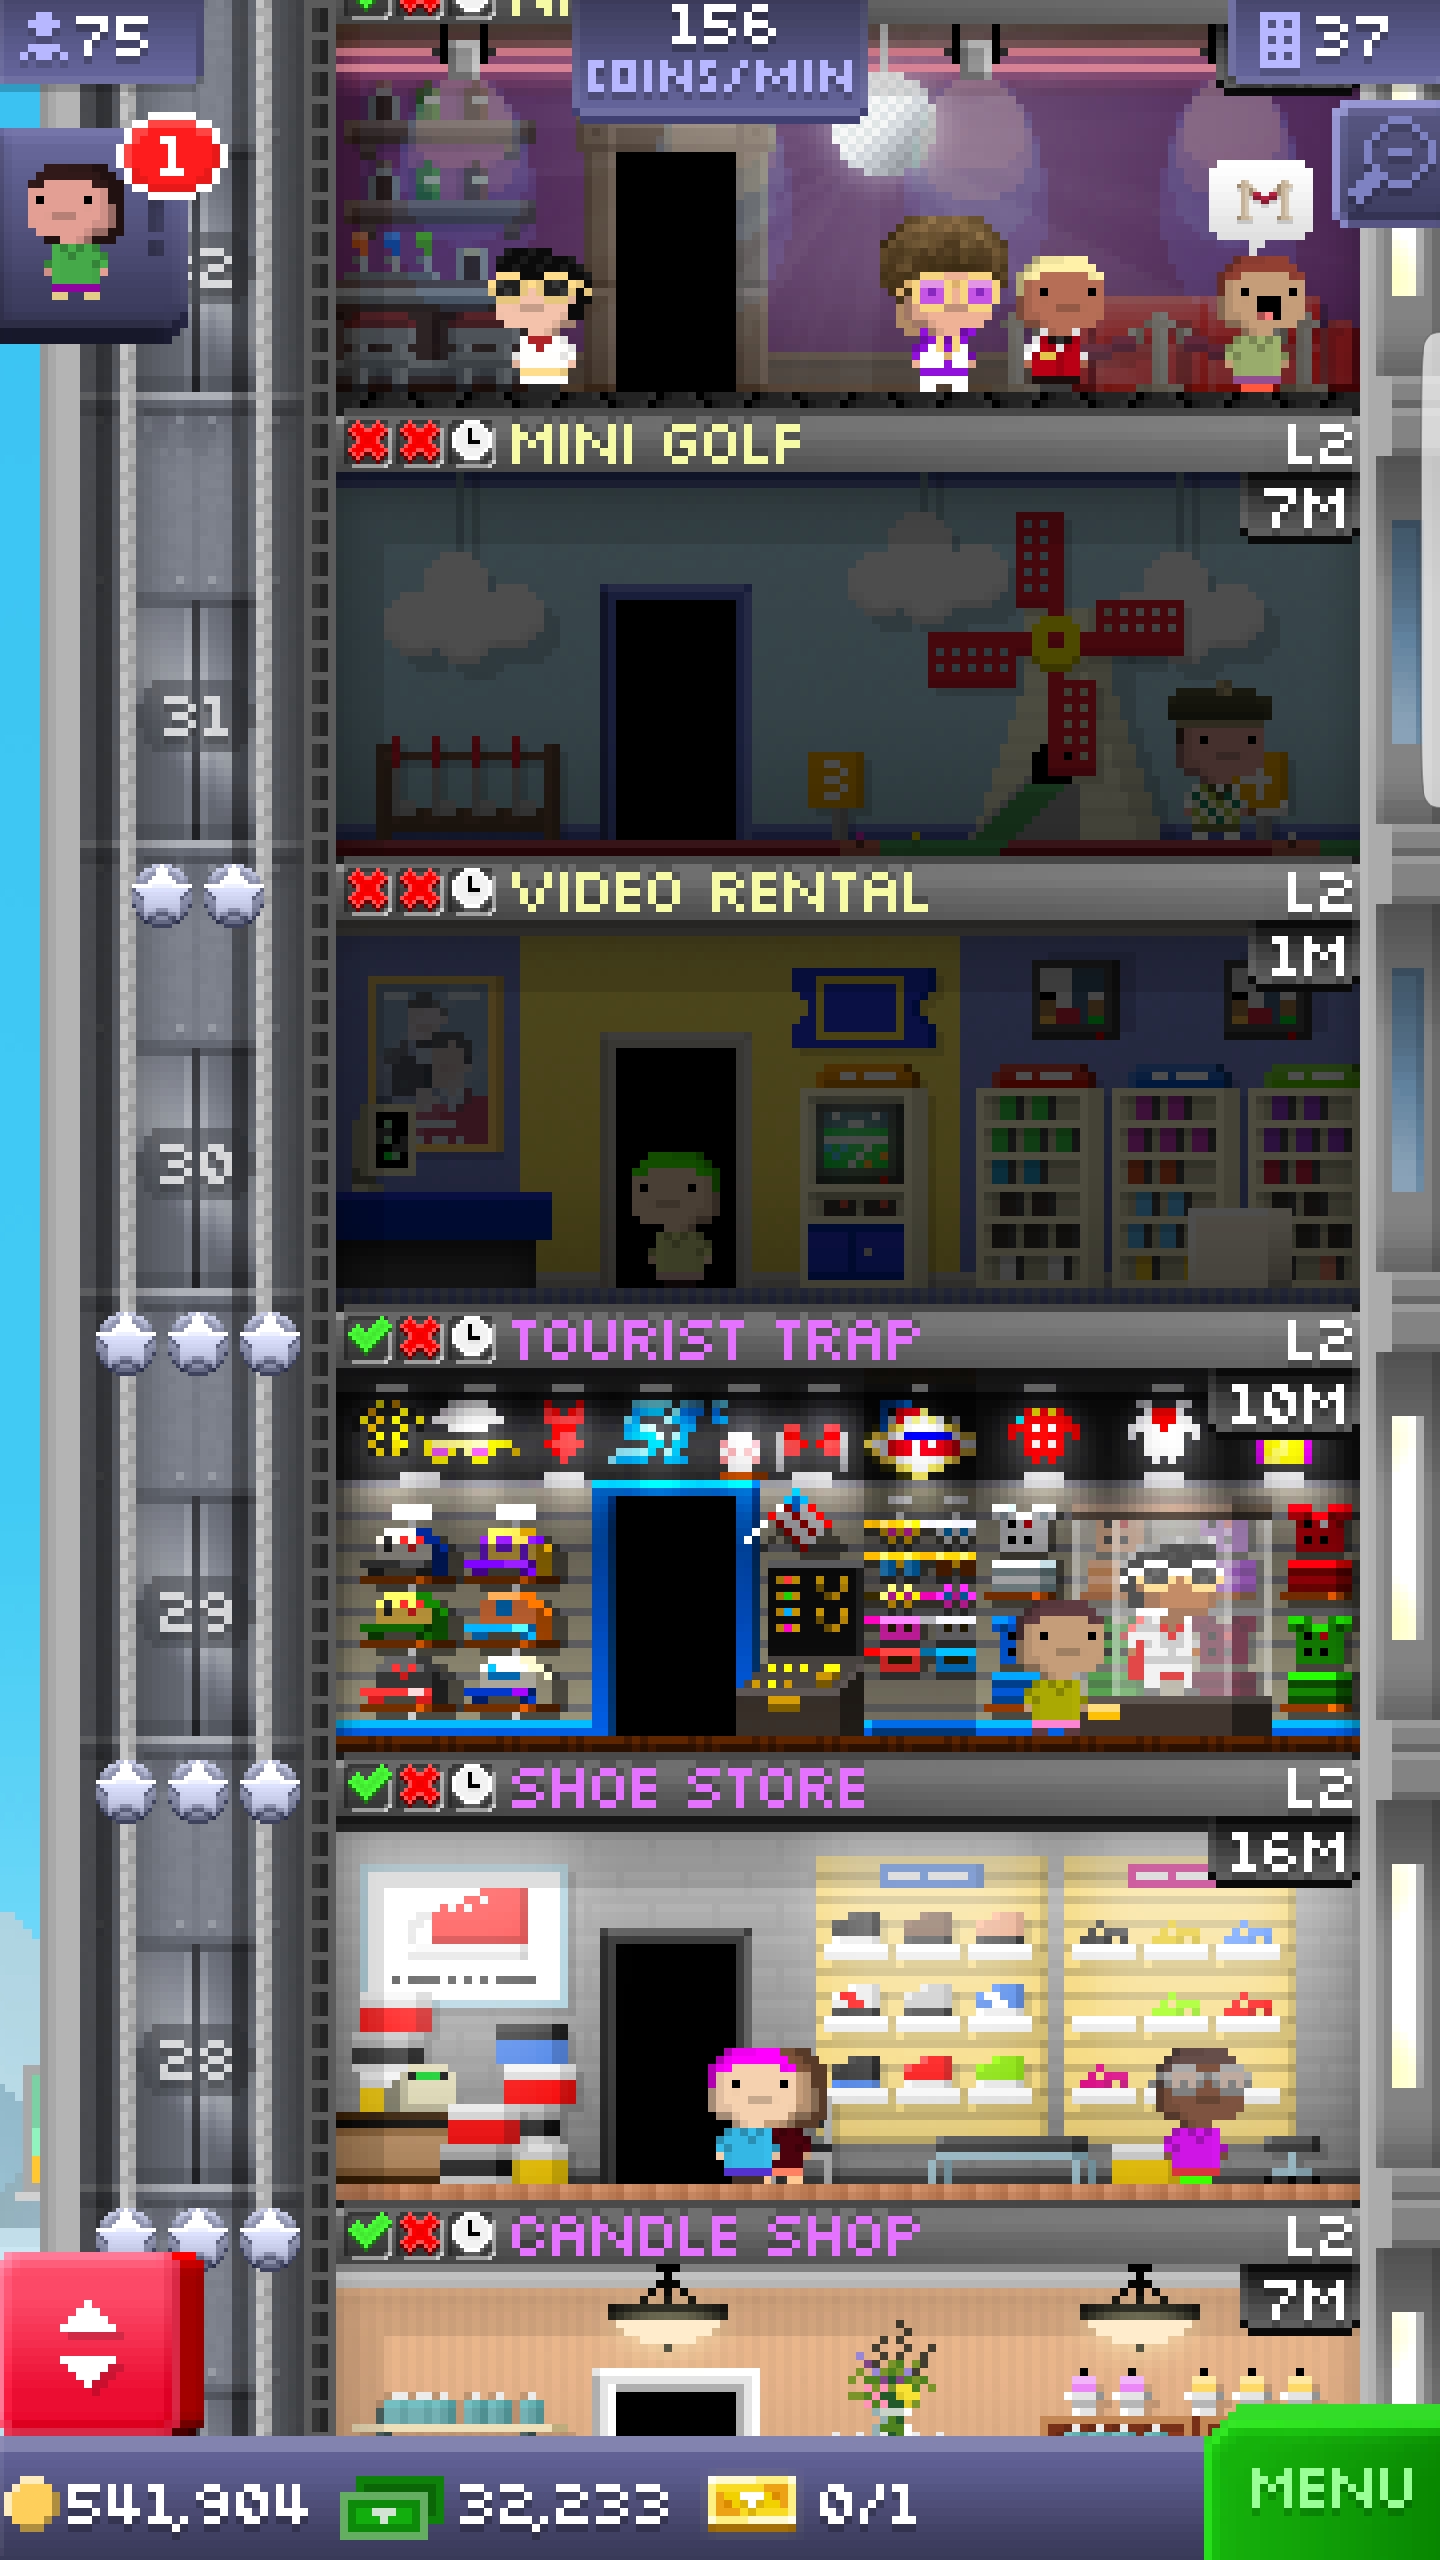 75
156
COINS/MIN
37
1
M
MINI GOLF
L2
7M
31
3
VIDEO RENTAL
L2
1M
30
TOURIST TRAP
L2
10M
29
SHOE STORE
L2
16M
28
CANDLE SHOP
L2
7M
541,904
32,233
0/1
MENU